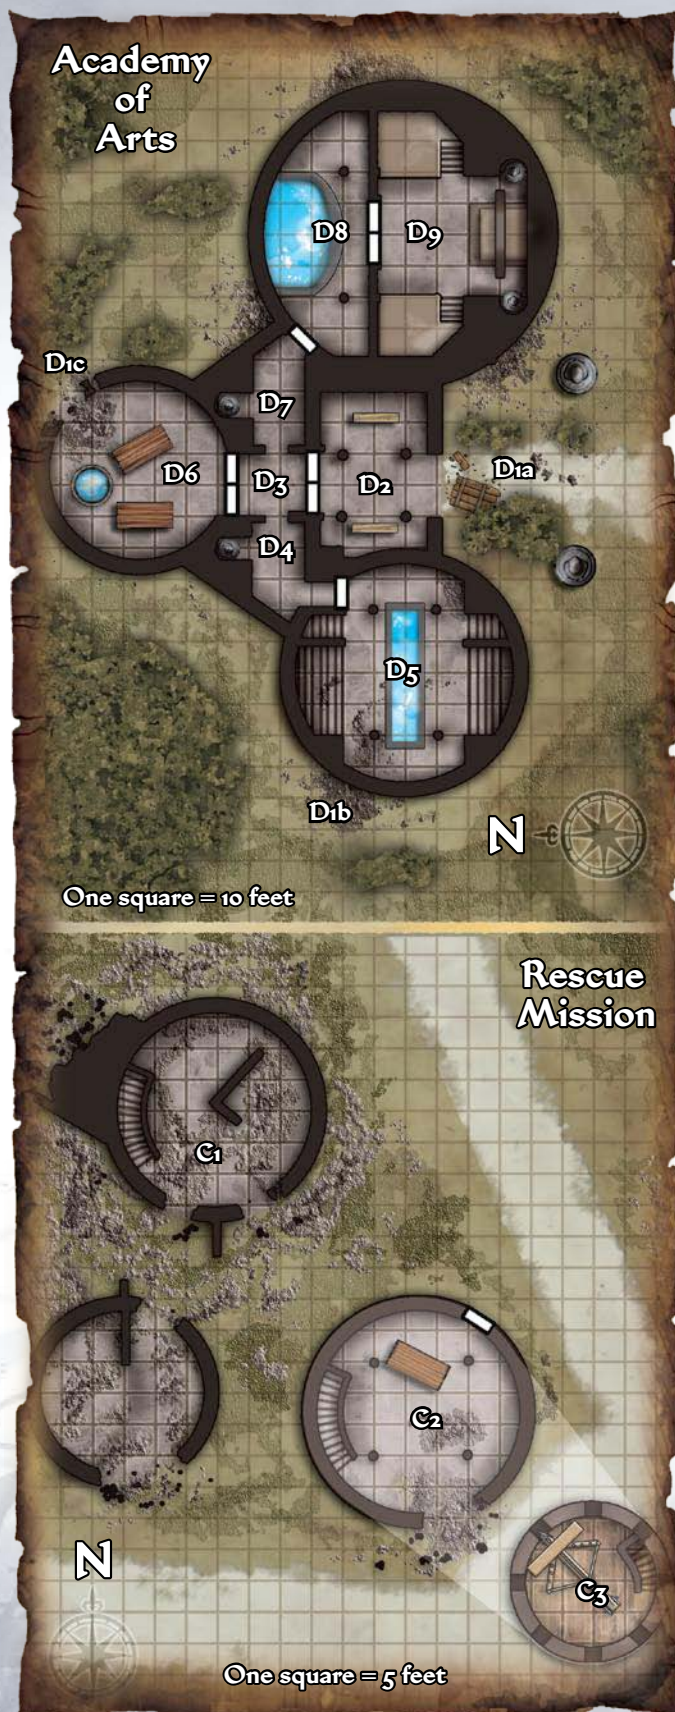 Academy
of
Arts
D8
D9
D1c
D7
D6
D3
D2
D1a
D4
D5
D1b
N
One square = 10 feet
Rescue
Mission
C1
C2
N
C3
One square = 5 feet